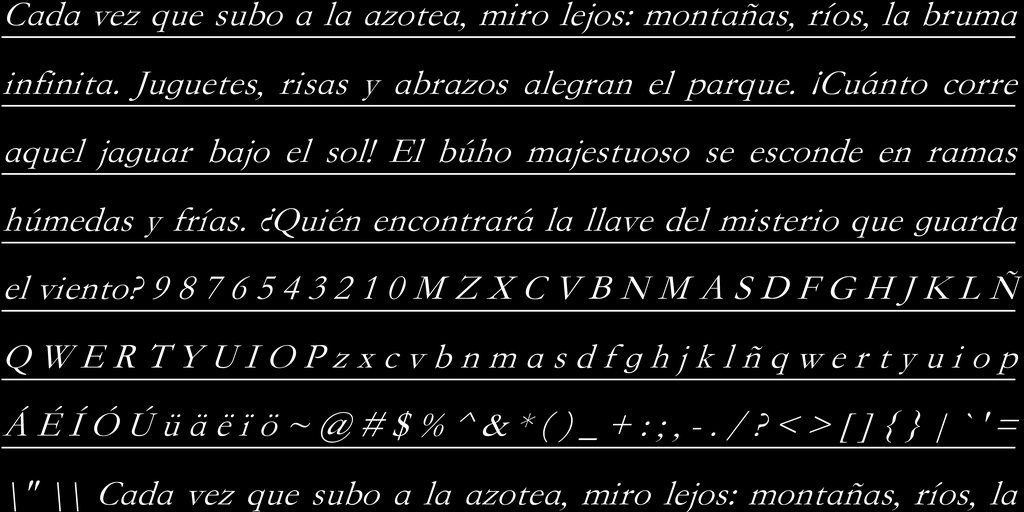 Cada vez que subo a la azotea, miro lejos: montañas, ríos, la bruma
infinita. Juguetes, risas y abrazos alegran el parque. ¡Cuánto corre
aquel jaguar bajo el sol! El búho majestuoso se esconde en ramas
húmedas y frías. ¿Quién encontrará la llave del misterio que guarda
el viento? 9 8 7 6 5 4 3 2 1 0 M Z X C V B N M A S D F G H J K L Ñ
Q W E R T Y U I O P z x c v b n m a s d f g h j k l ñ q w e r t y u i o p
Á É Í Ó Ú ü ä ë ï ö ~ @ # $ % ^ & * ( ) _ + : ; , - . / ? < > [ ] { } | ` ' =
\ " \ \ Cada vez que subo a la azotea, miro lejos: montañas, ríos, la